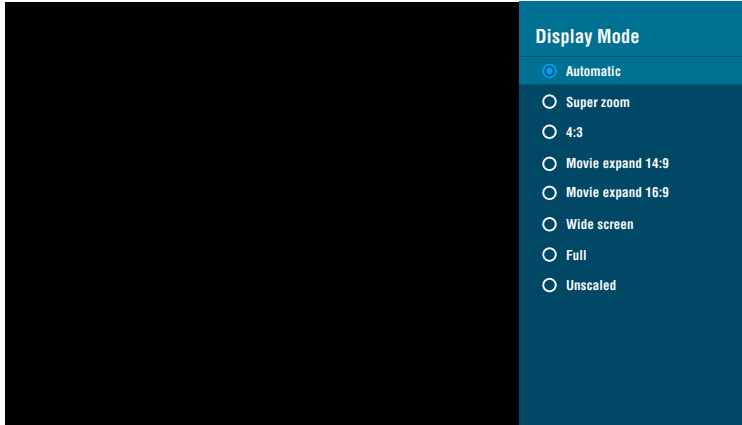 Display Mode
Automatic
Super zoom
4:3
Movie expand 14:9
Movie expand 16:9
Wide screen
Full
Unscaled